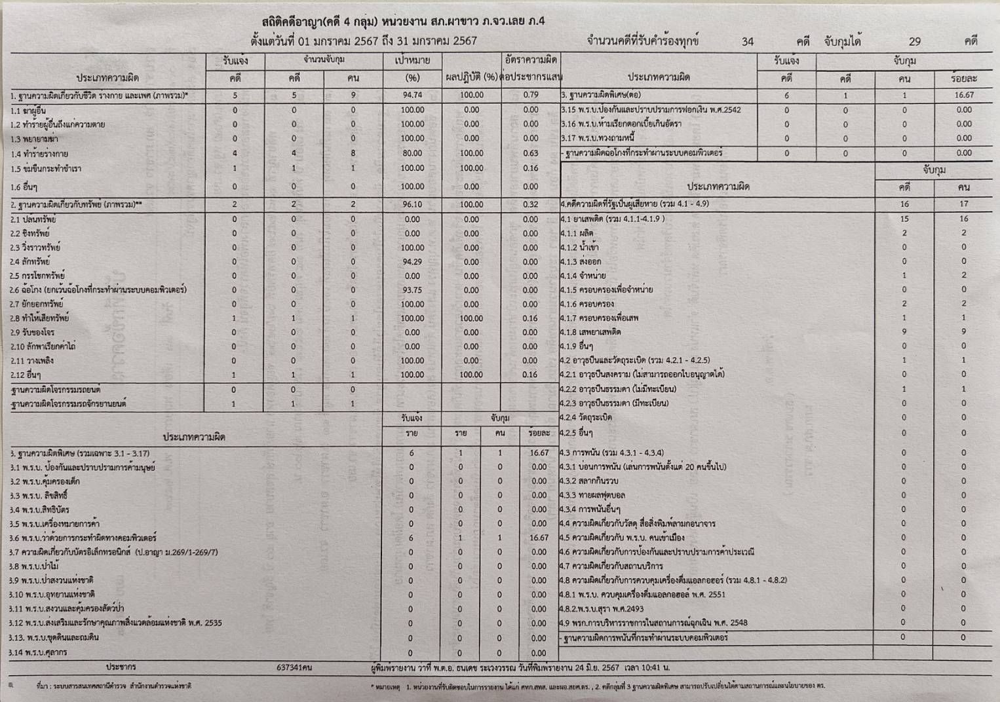 สถิติคดีอาญา(คดี 4 กลุ่ม) หน่วยงาน สภ.ผาขาว ภ.จว.เลย ภ.4
ตั้งแต่วันที่ 01 มกราคม 2567 ถึง 31 มกราคม 2567 จำนวนคดีที่รับคำร้องทุกข์ 34 คดี จับกุมได้ 29 คดี
ประเภทความผิด รับแจ้ง จำนวนจับกุม เป้าหมาย ผลปฏิบัติ (%) อัตราความผิด
คดี คดี คน (%) ต่อประชากรแสน
1. ฐานความผิดเกี่ยวกับชีวิต ร่างกาย และเพศ (ภาพรวม)* 5 5 9 94.74 100.00 0.79
1.1 ฆ่าผู้อื่น 0 0 0 100.00 0.00 0.00
1.2 ทำร้ายผู้อื่นถึงแก่ความตาย 0 0 0 100.00 0.00 0.00
1.3 พยายามฆ่า 0 0 0 100.00 0.00 0.00
1.4 ทำร้ายร่างกาย 4 4 8 80.00 100.00 0.63
1.5 ข่มขืนกระทำชำเรา 1 1 1 100.00 100.00 0.16
1.6 อื่นๆ 0 0 0 100.00 0.00 0.00
2. ฐานความผิดเกี่ยวกับทรัพย์ (ภาพรวม)** 2 2 2 96.10 100.00 0.32
2.1 ปล้นทรัพย์ 0 0 0 0.00 0.00 0.00
2.2 ชิงทรัพย์ 0 0 0 0.00 0.00 0.00
2.3 วิ่งราวทรัพย์ 0 0 0 100.00 0.00 0.00
2.4 ลักทรัพย์ 0 0 0 94.29 0.00 0.00
2.5 กรรโชกทรัพย์ 0 0 0 0.00 0.00 0.00
2.6 ฉ้อโกง (ยกเว้นฉ้อโกงที่กระทำผ่านระบบคอมพิวเตอร์) 0 0 0 93.75 0.00 0.00
2.7 ยักยอกทรัพย์ 0 0 0 100.00 0.00 0.00
2.8 ทำให้เสียทรัพย์ 1 1 1 100.00 100.00 0.16
2.9 รับของโจร 0 0 0 0.00 0.00 0.00
2.10 ลักพาเรียกค่าไถ่ 0 0 0 0.00 0.00 0.00
2.11 วางเพลิง 0 0 0 100.00 0.00 0.00
2.12 อื่นๆ 1 1 1 100.00 100.00 0.16
-ฐานความผิดโจรกรรมรถยนต์ 0 0 0
-ฐานความผิดโจรกรรมรถจักรยานยนต์ 1 1 1
ประเภทความผิด รับแจ้ง จับกุม
ราย ราย คน ร้อยละ
3. ฐานความผิดพิเศษ (รวมเฉพาะ 3.1 - 3.17) 6 1 1 16.67
3.1 พ.ร.บ. ป้องกันและปราบปรามการค้ามนุษย์ 0 0 0 0.00
3.2 พ.ร.บ.คุ้มครองเด็ก 0 0 0 0.00
3.3 พ.ร.บ. ลิขสิทธิ์ 0 0 0 0.00
3.4 พ.ร.บ.สิทธิบัตร 0 0 0 0.00
3.5 พ.ร.บ.เครื่องหมายการค้า 0 0 0 0.00
3.6 พ.ร.บ.ว่าด้วยการกระทำผิดทางคอมพิวเตอร์ 6 1 1 16.67
3.7 ความผิดเกี่ยวกับบัตรอิเล็กทรอนิกส์ (ป.อาญา ม.269/1-269/7) 0 0 0 0.00
3.8 พ.ร.บ.ป่าไม้ 0 0 0 0.00
3.9 พ.ร.บ.ป่าสงวนแห่งชาติ 0 0 0 0.00
3.10 พ.ร.บ.อุทยานแห่งชาติ 0 0 0 0.00
3.11 พ.ร.บ.สงวนและคุ้มครองสัตว์ป่า 0 0 0 0.00
3.12 พ.ร.บ.ส่งเสริมและรักษาคุณภาพสิ่งแวดล้อมแห่งชาติ พ.ศ. 2535 0 0 0 0.00
3.13. พ.ร.บ.ขุดดินและถมดิน 0 0 0 0.00
3.14 พ.ร.บ.ศุลากร 0 0 0 0.00
ประเภทความผิด รับแจ้ง จับกุม
คดี คดี คน ร้อยละ
3. ฐานความผิดพิเศษ(ต่อ) 6 1 1 16.67
3.15 พ.ร.บ.ป้องกันและปราบปรามการฟอกเงิน พ.ศ.2542 0 0 0 0.00
3.16 พ.ร.บ.ห้ามเรียกดอกเบี้ยเกินอัตรา 0 0 0 0.00
3.17 พ.ร.บ.ทวงถามหนี้ 0 0 0 0.00
- ฐานความผิดฉ้อโกงที่กระทำผ่านระบบคอมพิวเตอร์ 0 0 0 0.00
ประเภทความผิด จับกุม
คดี คน
4.คดีความผิดที่รัฐเป็นผู้เสียหาย (รวม 4.1 - 4.9) 16 17
4.1 ยาเสพติด (รวม 4.1.1-4.1.9 ) 15 16
4.1.1 ผลิต 2 2
4.1.2 นำเข้า 0 0
4.1.3 ส่งออก 0 0
4.1.4 จำหน่าย 1 2
4.1.5 ครอบครองเพื่อจำหน่าย 0 0
4.1.6 ครอบครอง 2 2
4.1.7 ครอบครองเพื่อเสพ 1 1
4.1.8 เสพยาเสพติด 9 9
4.1.9 อื่นๆ 0 0
4.2 อาวุธปืนและวัตถุระเบิด (รวม 4.2.1 - 4.2.5) 1 1
4.2.1 อาวุธปืนสงคราม (ไม่สามารถออกใบอนุญาตได้) 0 0
4.2.2 อาวุธปืนธรรมดา (ไม่มีทะเบียน) 1 1
4.2.3 อาวุธปืนธรรมดา (มีทะเบียน) 0 0
4.2.4 วัตถุระเบิด 0 0
4.2.5 อื่นๆ 0 0
4.3 การพนัน (รวม 4.3.1 - 4.3.4) 0 0
4.3.1 บ่อนการพนัน (เล่นการพนันตั้งแต่ 20 คนขึ้นไป) 0 0
4.3.2 สลากกินรวบ 0 0
4.3.3 ทายผลฟุตบอล 0 0
4.3.4 การพนันอื่นๆ 0 0
4.4 ความผิดเกี่ยวกับวัสดุ สื่อสิ่งพิมพ์ลามกอนาจาร 0 0
4.5 ความผิดเกี่ยวกับ พ.ร.บ. คนเข้าเมือง 0 0
4.6 ความผิดเกี่ยวกับการป้องกันและปราบปรามการค้าประเวณี 0 0
4.7 ความผิดเกี่ยวกับสถานบริการ 0 0
4.8 ความผิดเกี่ยวกับการควบคุมเครื่องดื่มแอลกอฮอร์ (รวม 4.8.1 - 4.8.2) 0 0
4.8.1 พ.ร.บ. ควบคุมเครื่องดื่มแอลกอฮอล์ พ.ศ. 2551 0 0
4.8.2.พ.ร.บ.สุรา พ.ศ.2493 0 0
4.9 พรก.การบริหารราชการในสถานการณ์ฉุกเฉิน พ.ศ. 2548 0 0
- ฐานความผิดการพนันที่กระทำผ่านระบบคอมพิวเตอร์ 0 0
ประชากร 637341คน ผู้พิมพ์รายงาน ว่าที่ พ.ต.อ. ธนเดช ระเวงวรรณ วันที่พิมพ์รายงาน 24 มิ.ย. 2567 เวลา 10:41 น.
ที่มา : ระบบสารสนเทศสถานีตำรวจ สำนักงานตำรวจแห่งชาติ * หมายเหตุ 1. หน่วยงานที่รับผิดชอบในการรายงาน ได้แก่ ศทก.สทส. และผอ.สยศ.ตร. , 2. คดีกลุ่มที่ 3 ฐานความผิดพิเศษ สามารถปรับเปลี่ยนได้ตามสถานการณ์และนโยบายของ ตร.